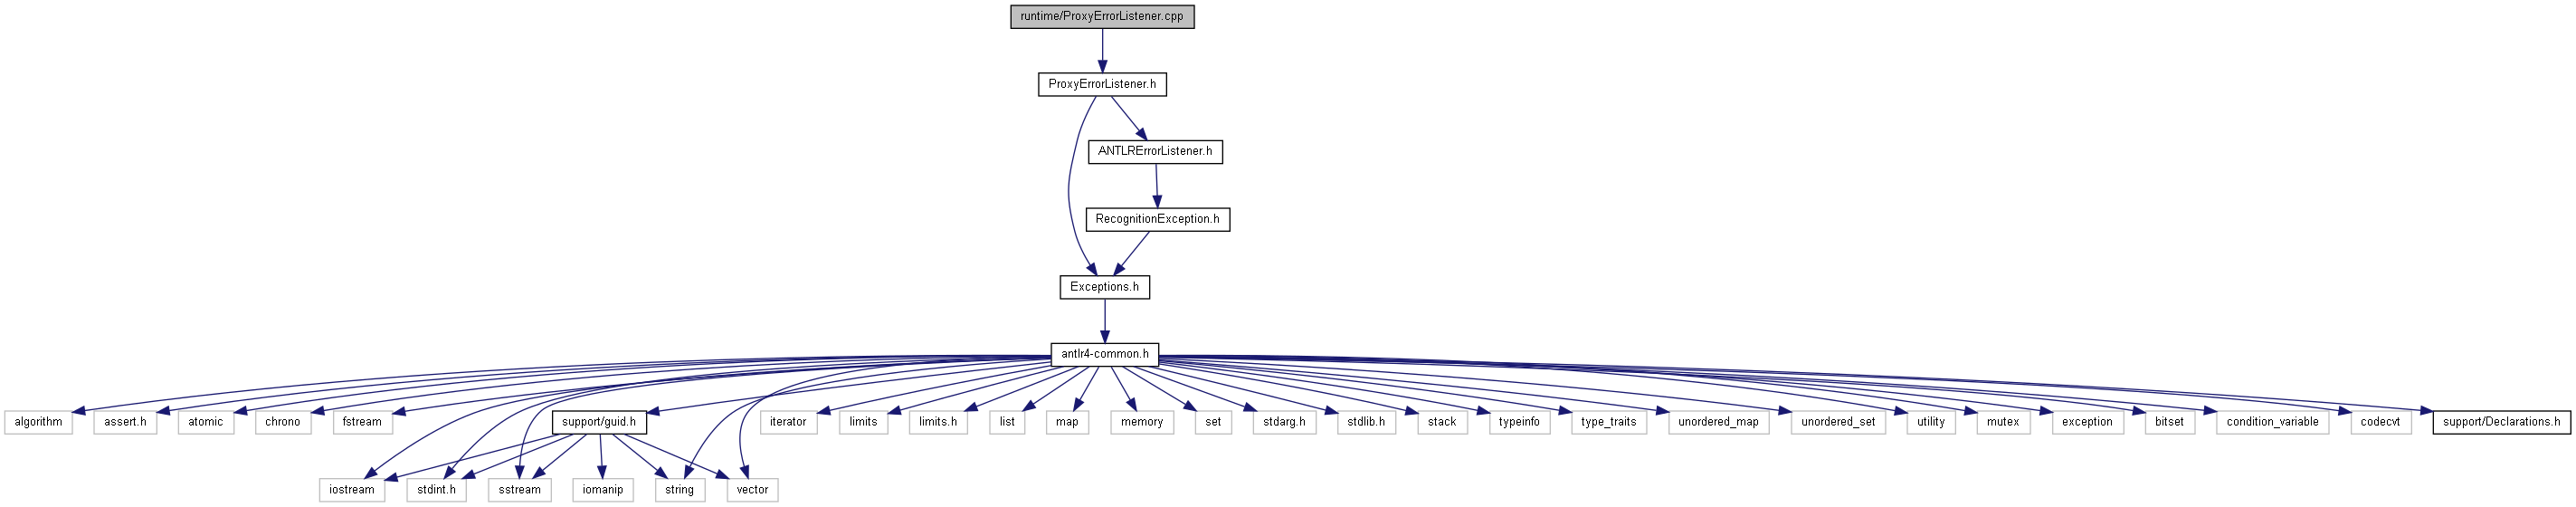 runtime/ProxyErrorListener.cpp
ProxyErrorListener.h
ANTLRErrorListener.h
RecognitionException.h
Exceptions.h
antlr4-common.h
algorithm
assert.h
atomic
chrono
fstream
support/guid.h
iterator
limits
limits.h
list
map
memory
set
stdarg.h
stdlib.h
stack
typeinfo
type_traits
unordered_map
unordered_set
utility
mutex
exception
bitset
condition_variable
codecvt
support/Declarations.h
iostream
stdint.h
sstream
iomanip
string
vector